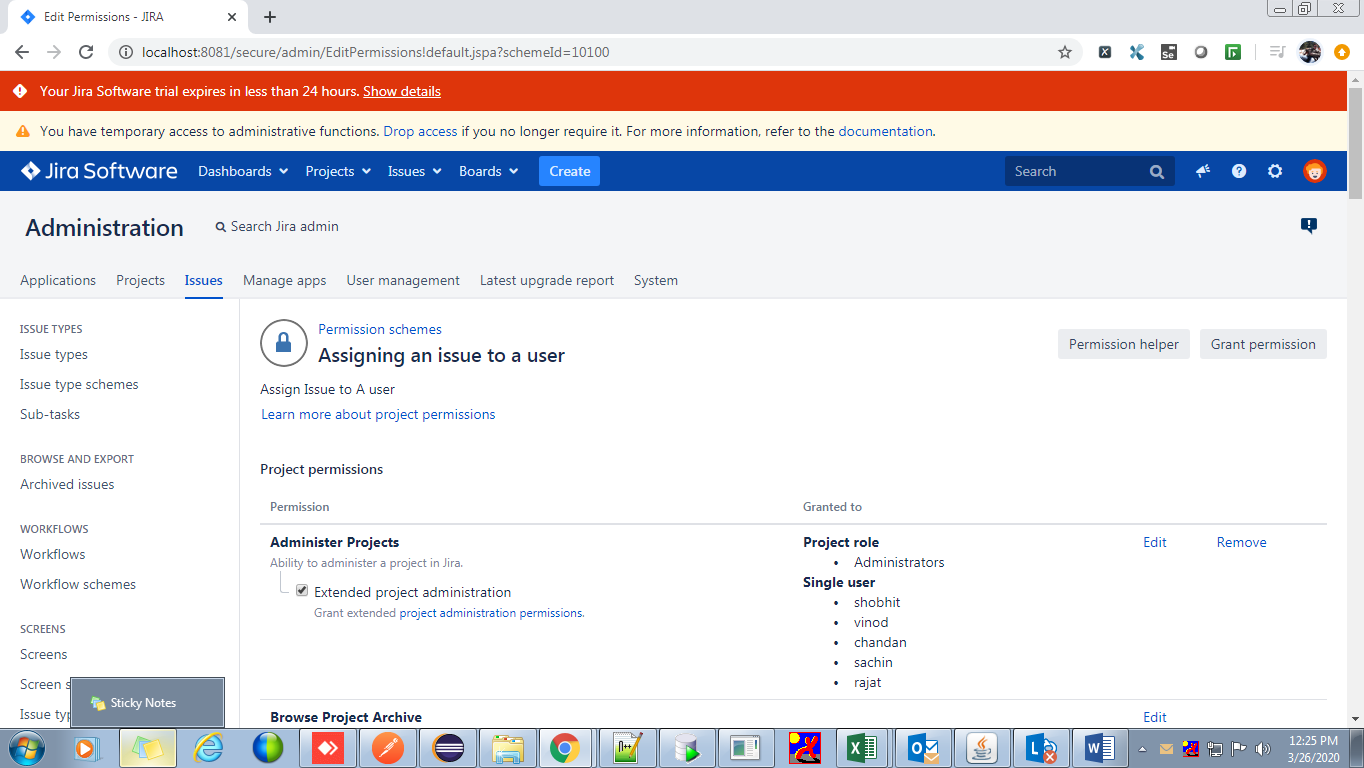 Edit Permissions - JIRA
localhost:8081/secure/admin/EditPermissions!default.jspa?schemeId=10100
Your Jira Software trial expires in less than 24 hours. Show details
You have temporary access to administrative functions. Drop access if you no longer require it. For more information, refer to the documentation.
Jira Software Dashboards Projects Issues Boards Create Search
Administration Search Jira admin
Applications Projects Issues Manage apps User management Latest upgrade report System
ISSUE TYPES
Issue types
Issue type schemes
Sub-tasks
BROWSE AND EXPORT
Archived issues
WORKFLOWS
Workflows
Workflow schemes
SCREENS
Screens
Screen s
Issue typ
Sticky Notes
Permission schemes
Assigning an issue to a user
Permission helper Grant permission
Assign Issue to A user
Learn more about project permissions
Project permissions
Permission Granted to
Administer Projects
Ability to administer a project in Jira.
Extended project administration
Grant extended project administration permissions.
Project role
• Administrators
Single user
• shobhit
• vinod
• chandan
• sachin
• rajat
Edit Remove
Browse Project Archive Edit
12:25 PM
3/26/2020